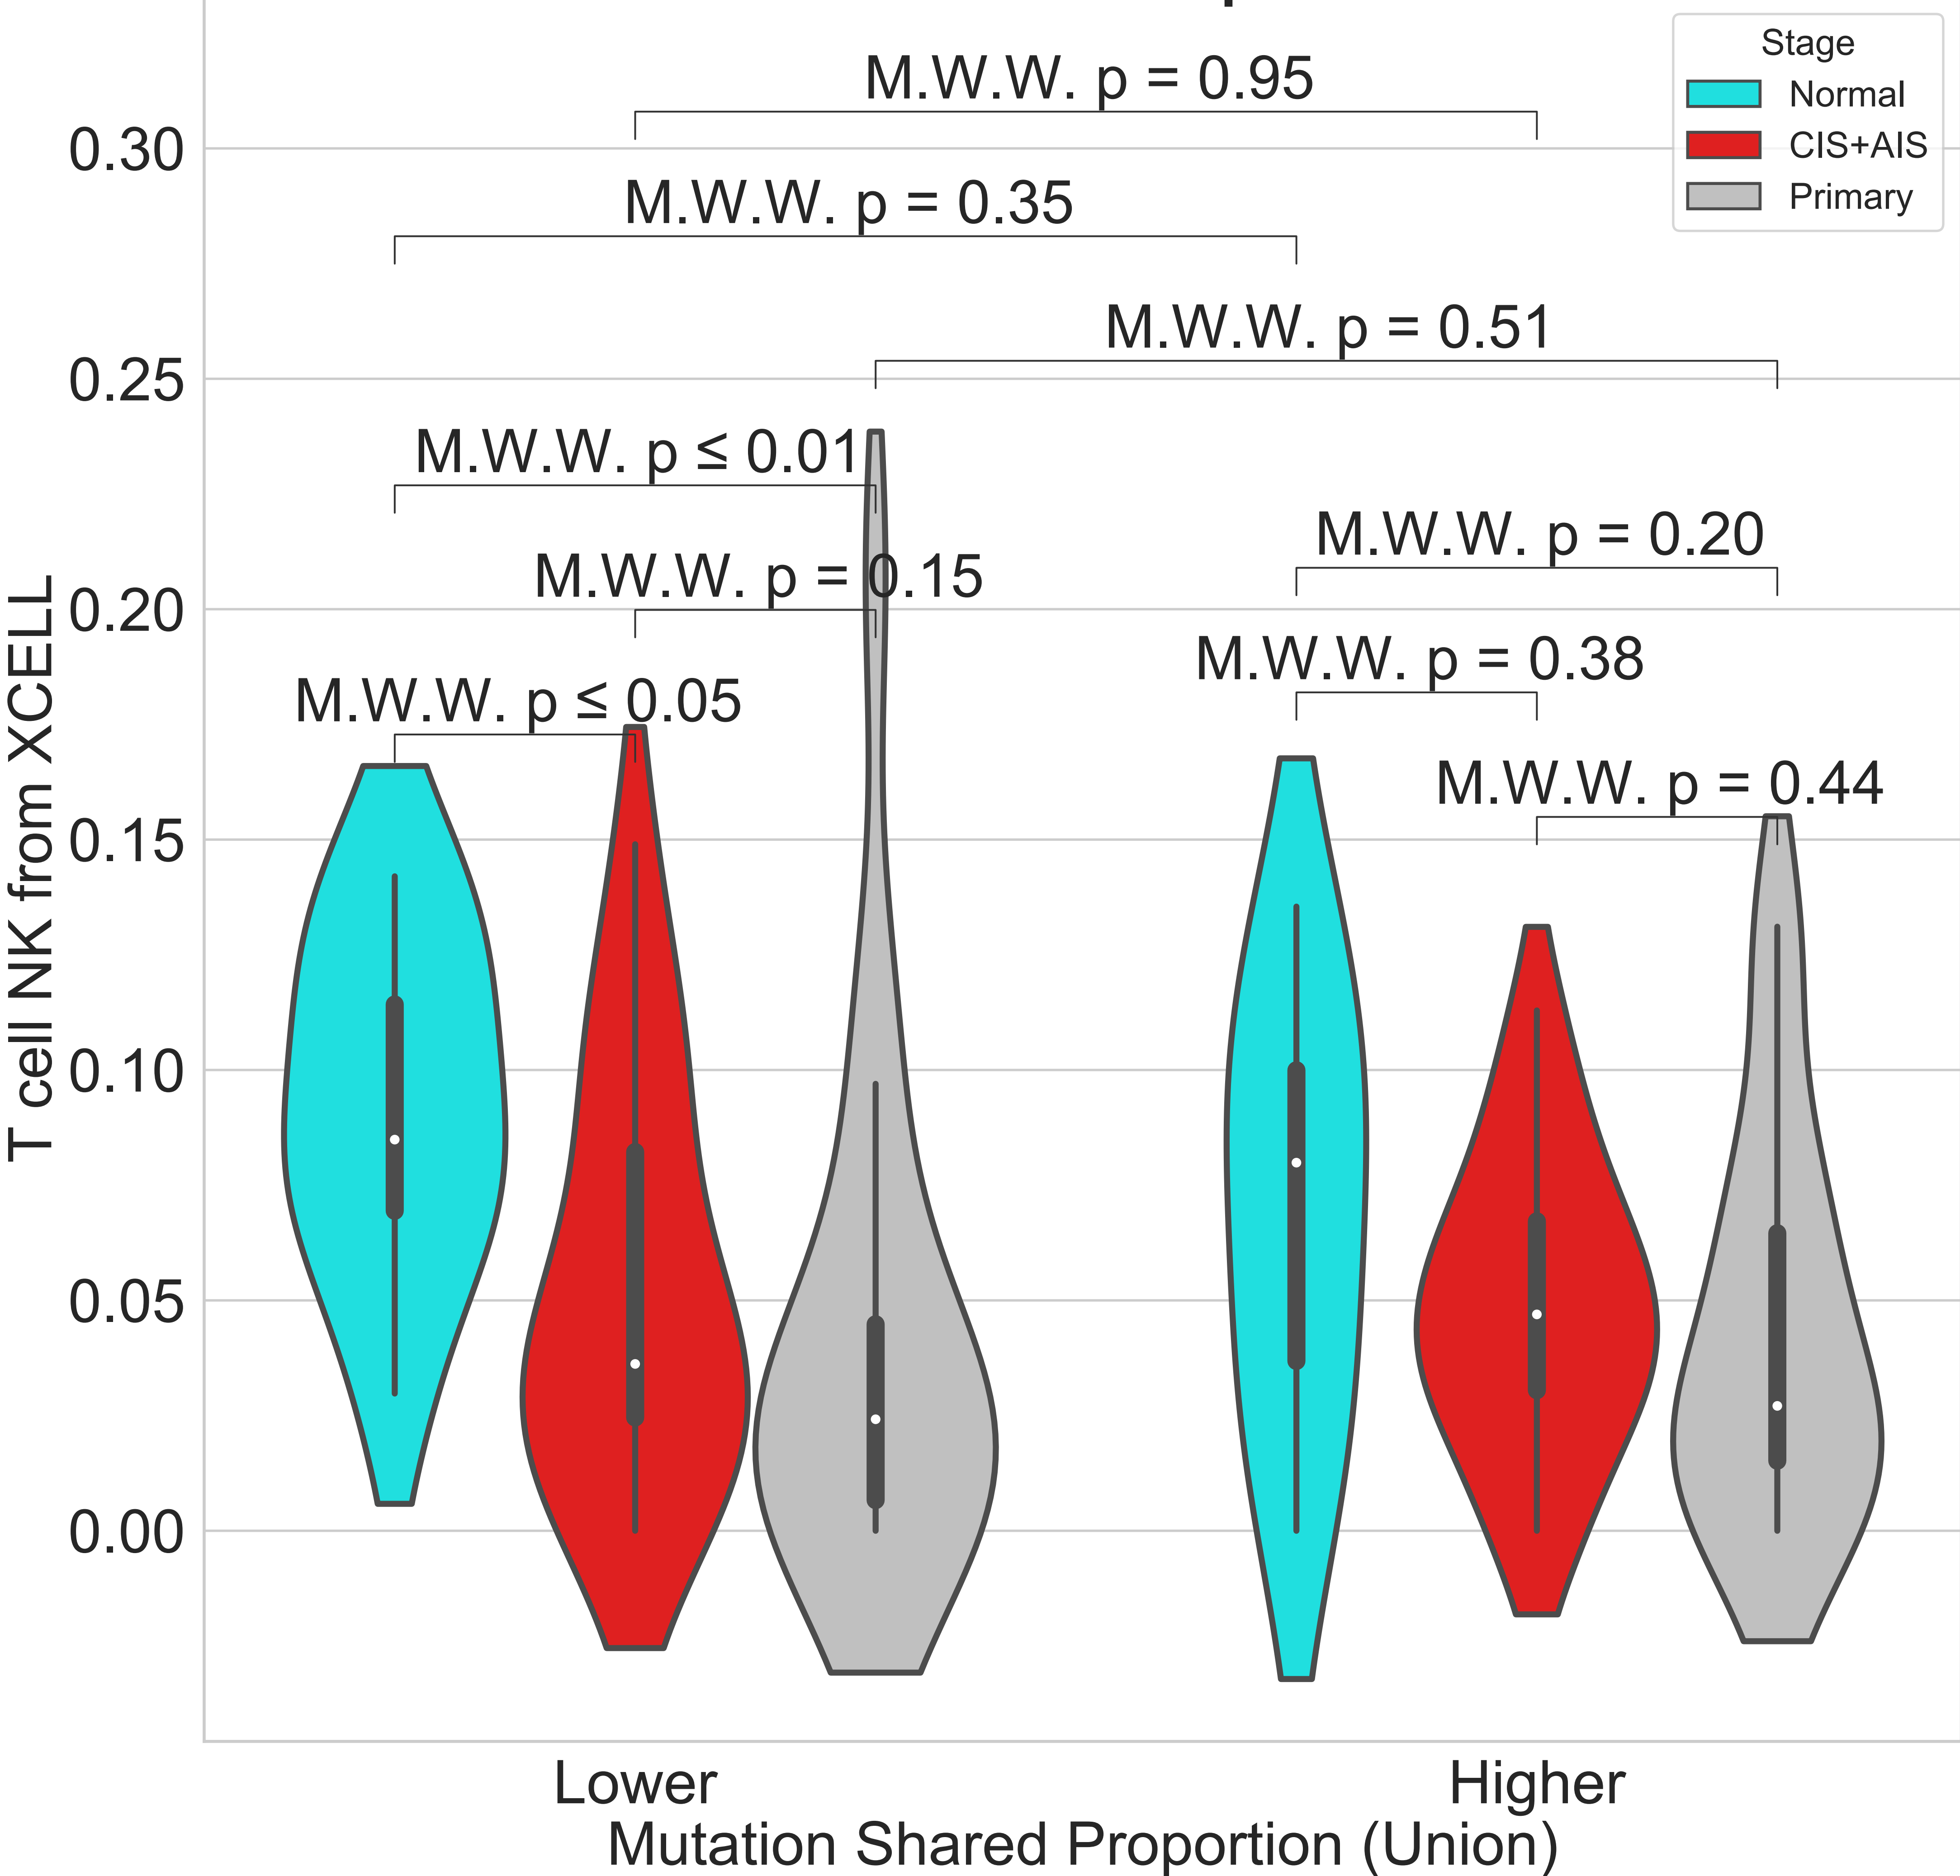 Stage
Normal
CIS+AIS
Primary
M.W.W. p = 0.95
0.30
M.W.W. p = 0.35
M.W.W. p = 0.51
0.25
M.W.W. p ≤ 0.01
M.W.W. p = 0.20
M.W.W. p = 0.15
0.20
M.W.W. p = 0.38
M.W.W. p ≤ 0.05
M.W.W. p = 0.44
0.15
0.10
0.05
0.00
T cell NK from XCELL
Lower
Higher
Mutation Shared Proportion (Union)